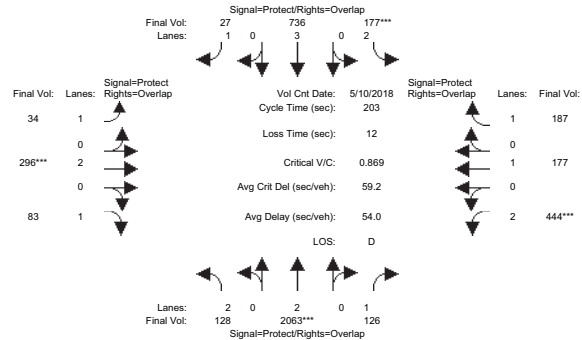 Signal=Protect/Rights=Overlap
Final Vol: 27 736 177***
Lanes: 1 0 3 0 2
Signal=Protect Signal=Protect
Final Vol: Lanes: Rights=Overlap Vol Cnt Date: 5/10/2018 Rights=Overlap Lanes: Final Vol:
Cycle Time (sec): 203
34 1 1 187
Loss Time (sec): 12
0 0
296*** 2 Critical V/C: 0.869 1 177
Avg Crit Del (sec/veh): 59.2
0 0
83 1 Avg Delay (sec/veh): 54.0 2 444***
LOS: D
Lanes: 2 0 2 0 1
Final Vol: 128 2063*** 126
Signal=Protect/Rights=Overlap